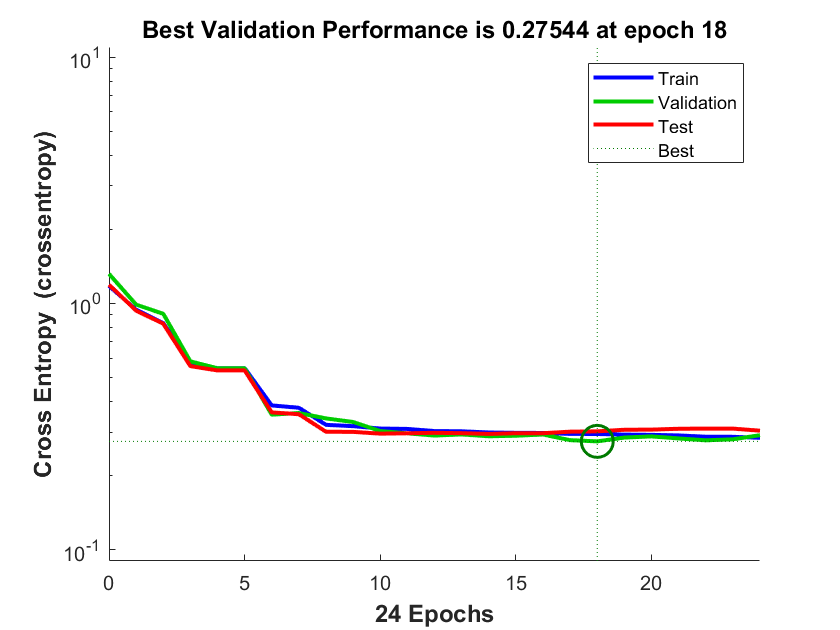 Best Validation Performance is 0.27544 at epoch 18
10^1
Train
Validation
Test
Best
Cross Entropy  (crossentropy)
10^0
10^-1
0 5 10 15 20
24 Epochs